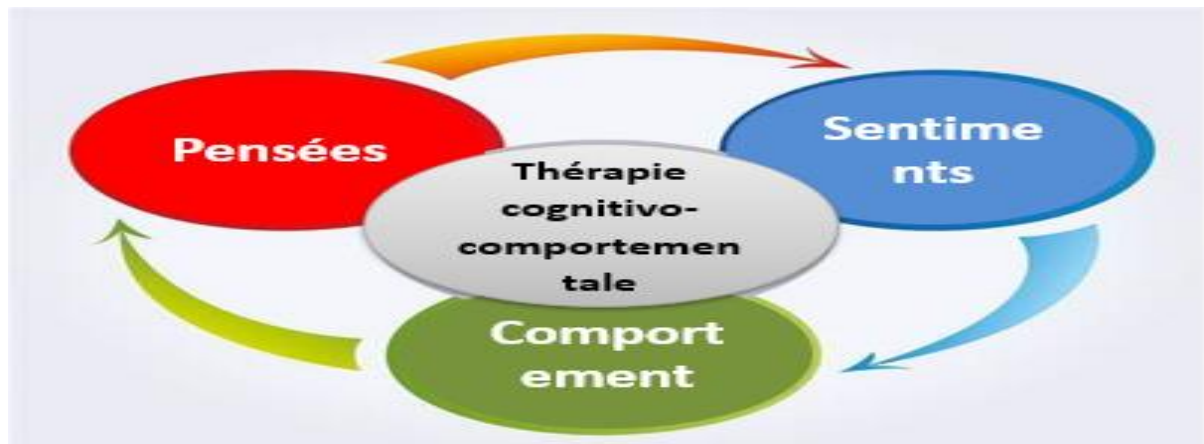 Pensées
Sentime
nts
Thérapie
cognitivo-
comportemen
tale
Comport
ement